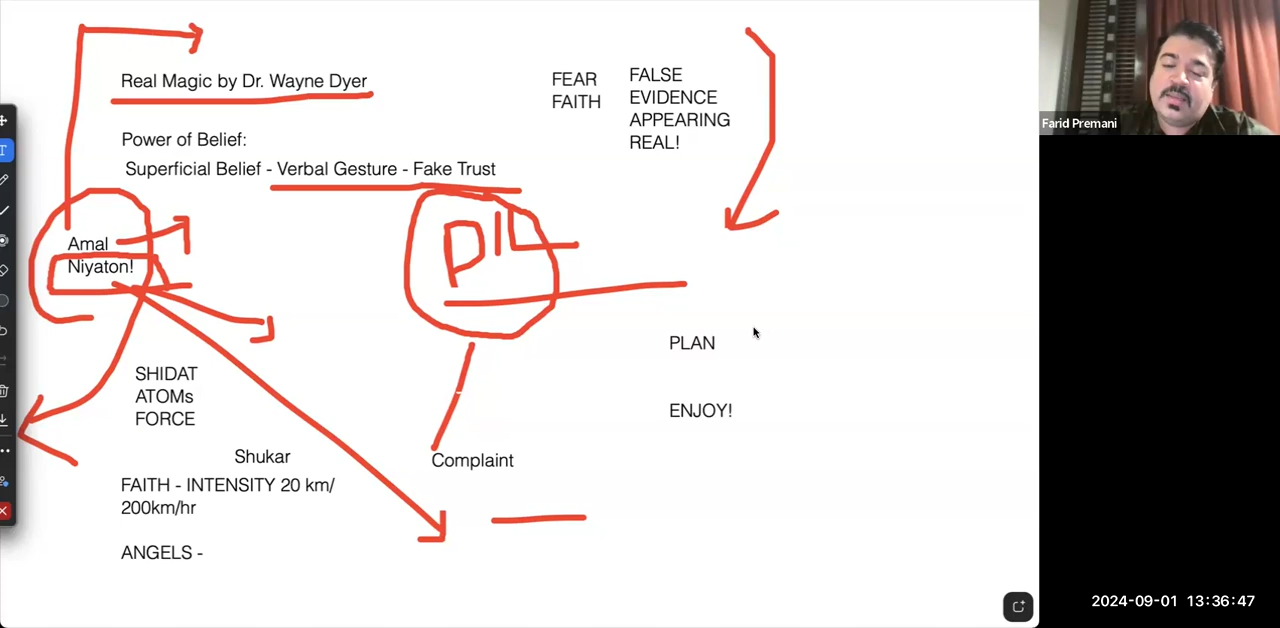 Real Magic by Dr. Wayne Dyer
Power of Belief:
Superficial Belief - Verbal Gesture - Fake Trust
FEAR
FAITH
FALSE
EVIDENCE
APPEARING
REAL!
Farid Premani
Amal
Niyaton!
PIL
PLAN
ENJOY!
SHIDAT
ATOMs
FORCE
Shukar
Complaint
FAITH - INTENSITY 20 km/
200km/hr
ANGELS -
2024-09-01 13:36:47